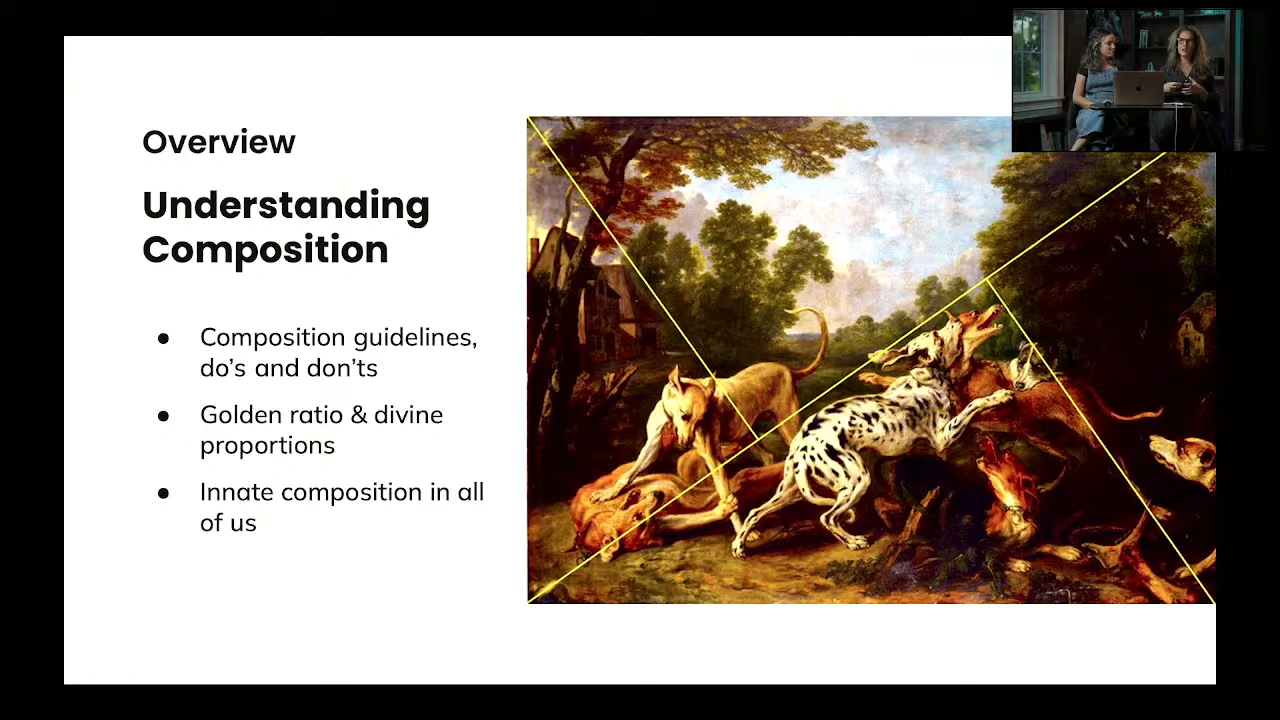 Overview
Understanding
Composition
● Composition guidelines,
do’s and don’ts
● Golden ratio & divine
proportions
● Innate composition in all
of us